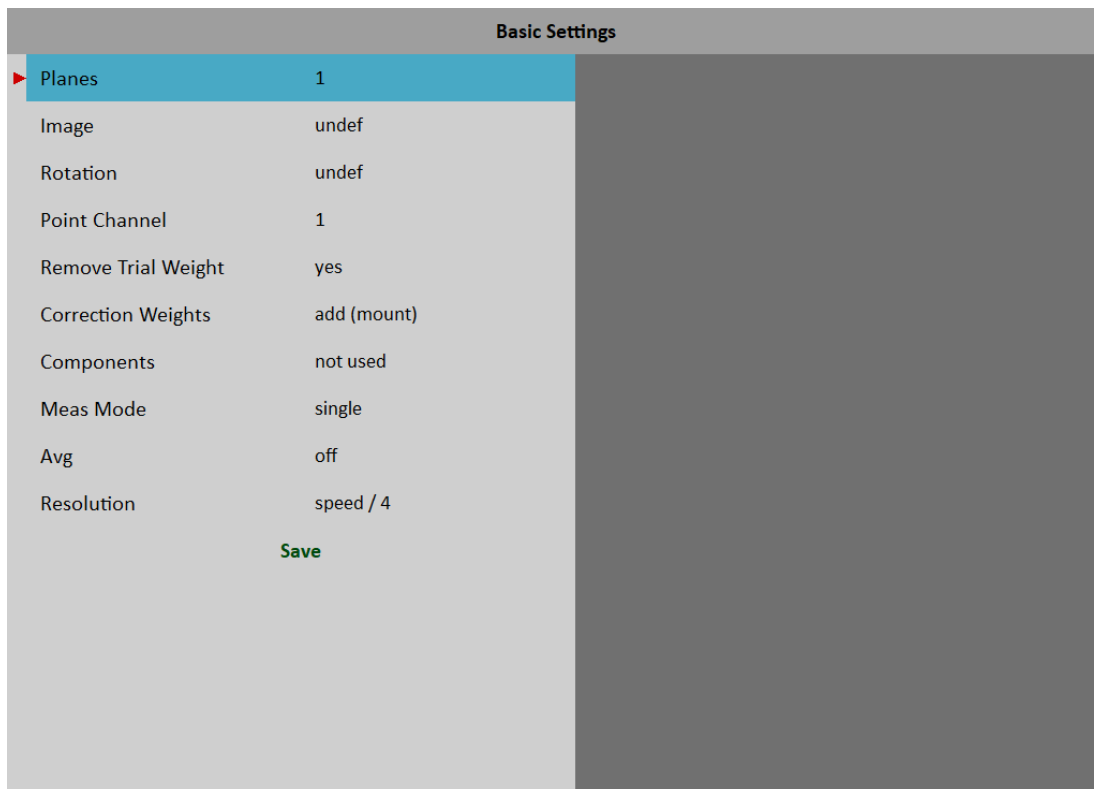 Basic Settings
Planes 1
Image undef
Rotation undef
Point Channel 1
Remove Trial Weight yes
Correction Weights add (mount)
Components not used
Meas Mode single
Avg off
Resolution speed / 4
Save